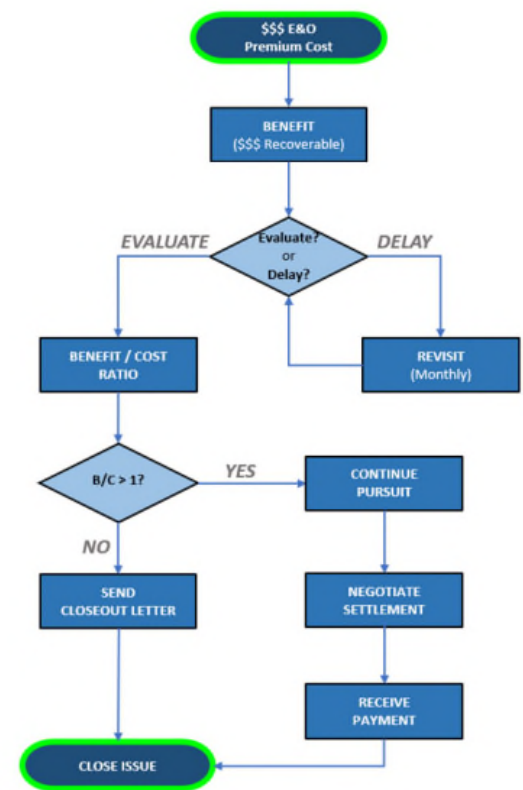 $$$ E&O
Premium Cost
BENEFIT
($$$ Recoverable)
EVALUATE
Evaluate?
or
Delay?
DELAY
BENEFIT / COST
RATIO
REVISIT
(Monthly)
B/C > 1?
YES
CONTINUE
PURSUIT
NO
SEND
CLOSEOUT LETTER
NEGOTIATE
SETTLEMENT
RECEIVE
PAYMENT
CLOSE ISSUE